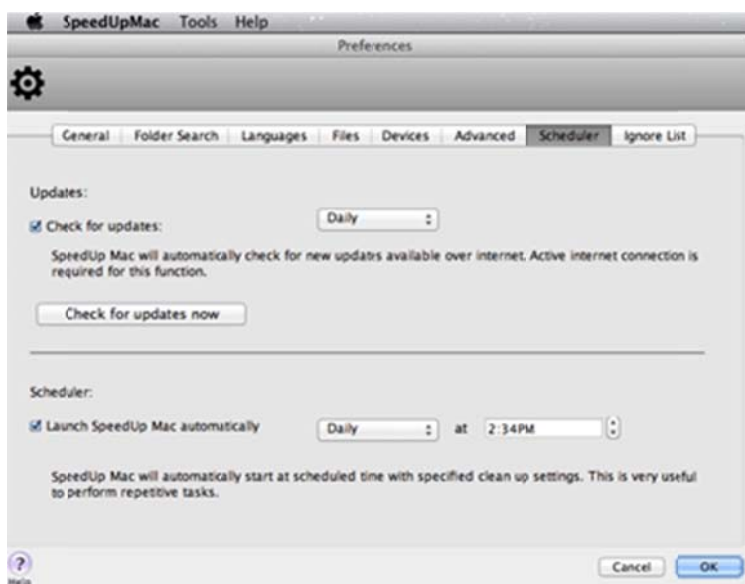 SpeedUpMac Tools Help
Preferences
General Folder Search Languages Files Devices Advanced Scheduler Ignore List
Updates:
Check for updates: Daily
SpeedUp Mac will automatically check for new updates available over internet. Active internet connection is
required for this function.
Check for updates now
Scheduler:
Launch SpeedUp Mac automatically Daily at 2:34PM
SpeedUp Mac will automatically start at scheduled time with specified clean up settings. This is very useful
to perform repetitive tasks.
?
Help
Cancel OK